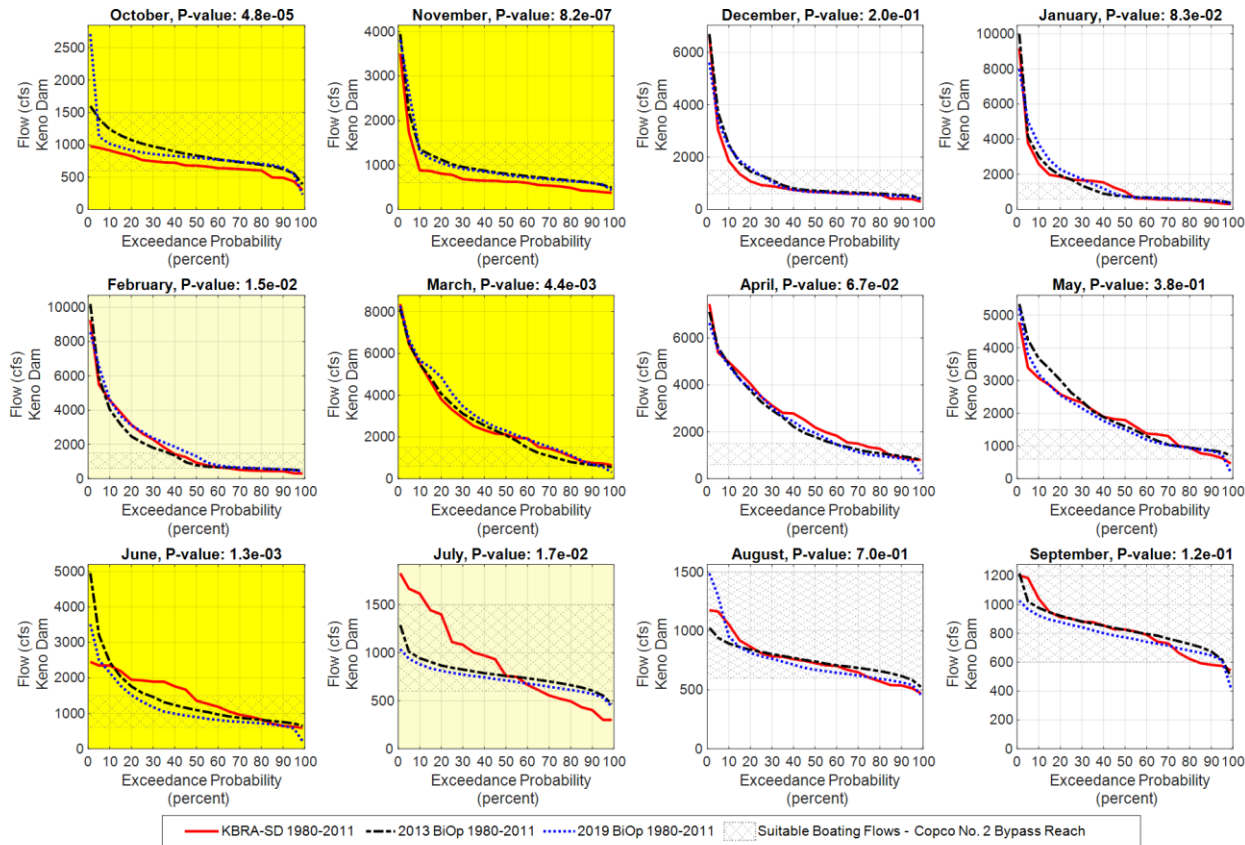 October, P-value: 4.8e-05
Flow (cfs)
Keno Dam
2500
2000
1500
1000
500
0
0 10 20 30 40 50 60 70 80 90 100
Exceedance Probability
(percent)
November, P-value: 8.2e-07
Flow (cfs)
Keno Dam
4000
3000
2000
1000
0
0 10 20 30 40 50 60 70 80 90 100
Exceedance Probability
(percent)
December, P-value: 2.0e-01
Flow (cfs)
Keno Dam
6000
4000
2000
0
0 10 20 30 40 50 60 70 80 90 100
Exceedance Probability
(percent)
January, P-value: 8.3e-02
Flow (cfs)
Keno Dam
10000
8000
6000
4000
2000
0
0 10 20 30 40 50 60 70 80 90 100
Exceedance Probability
(percent)
February, P-value: 1.5e-02
Flow (cfs)
Keno Dam
10000
8000
6000
4000
2000
0
0 10 20 30 40 50 60 70 80 90 100
Exceedance Probability
(percent)
March, P-value: 4.4e-03
Flow (cfs)
Keno Dam
8000
6000
4000
2000
0
0 10 20 30 40 50 60 70 80 90 100
Exceedance Probability
(percent)
April, P-value: 6.7e-02
Flow (cfs)
Keno Dam
6000
4000
2000
0
0 10 20 30 40 50 60 70 80 90 100
Exceedance Probability
(percent)
May, P-value: 3.8e-01
Flow (cfs)
Keno Dam
5000
4000
3000
2000
1000
0
0 10 20 30 40 50 60 70 80 90 100
Exceedance Probability
(percent)
June, P-value: 1.3e-03
Flow (cfs)
Keno Dam
5000
4000
3000
2000
1000
0
0 10 20 30 40 50 60 70 80 90 100
Exceedance Probability
(percent)
July, P-value: 1.7e-02
Flow (cfs)
Keno Dam
1500
1000
500
0
0 10 20 30 40 50 60 70 80 90 100
Exceedance Probability
(percent)
August, P-value: 7.0e-01
Flow (cfs)
Keno Dam
1500
1000
500
0
0 10 20 30 40 50 60 70 80 90 100
Exceedance Probability
(percent)
September, P-value: 1.2e-01
Flow (cfs)
Keno Dam
1200
1000
800
600
400
200
0
0 10 20 30 40 50 60 70 80 90 100
Exceedance Probability
(percent)
KBRA-SD 1980-2011 2013 BiOp 1980-2011 2019 BiOp 1980-2011 Suitable Boating Flows - Copco No. 2 Bypass Reach